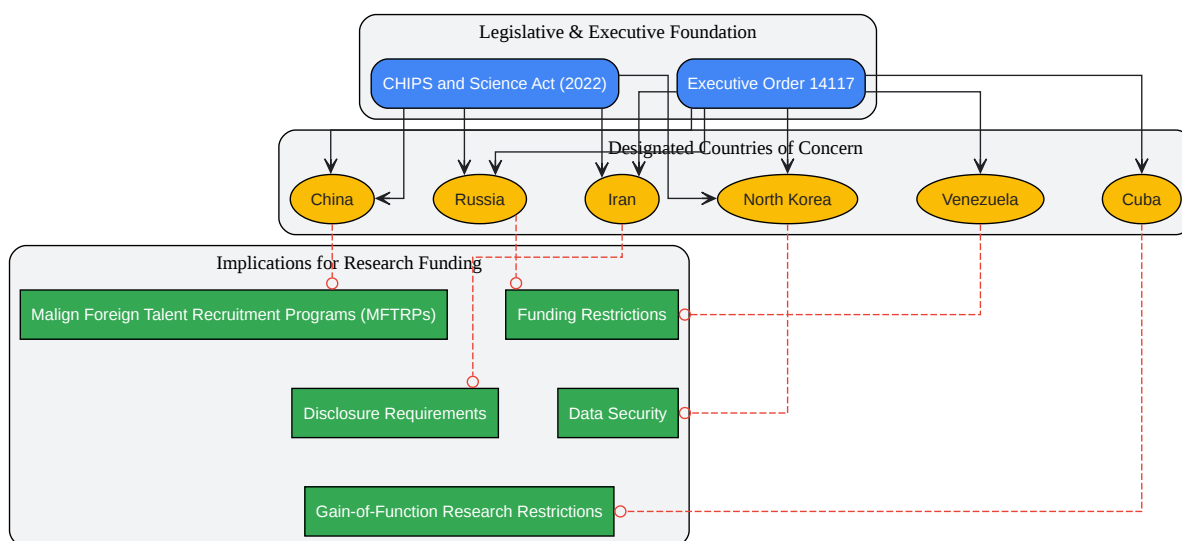 Legislative & Executive Foundation
CHIPS and Science Act (2022)
Executive Order 14117
Designated Countries of Concern
China
Russia
Iran
North Korea
Venezuela
Cuba
Implications for Research Funding
Malign Foreign Talent Recruitment Programs (MFTRPs)
Funding Restrictions
Disclosure Requirements
Data Security
Gain-of-Function Research Restrictions